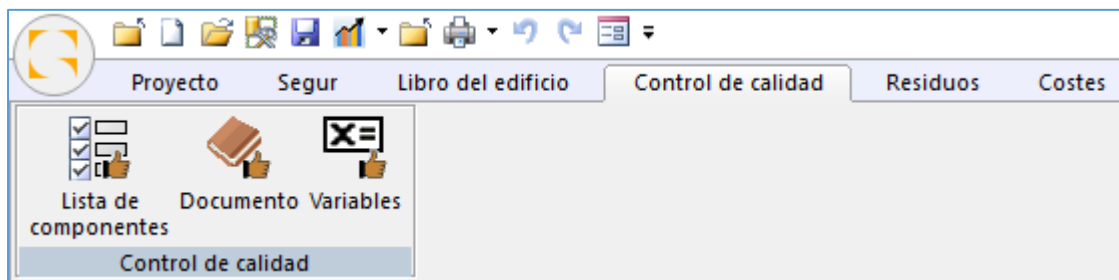 Proyecto Segur Libro del edificio Control de calidad Residuos Costes
X=
Lista de componentes
Documento
Variables
Control de calidad